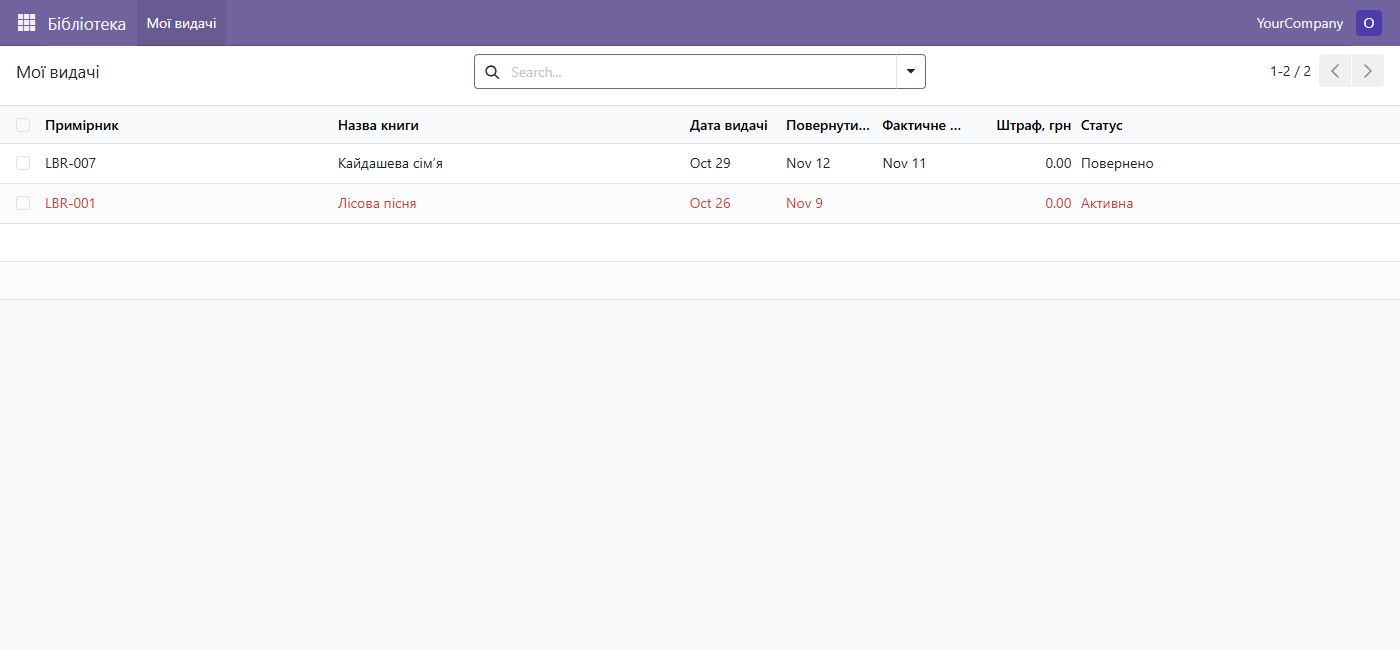 Бібліотека Мої видачі YourCompany O
Мої видачі Search... 1-2 / 2
Примірник Назва книги Дата видачі Повернути... Фактичне ... Штраф, грн Статус
LBR-007 Кайдашева сім’я Oct 29 Nov 12 Nov 11 0.00 Повернено
LBR-001 Лісова пісня Oct 26 Nov 9 0.00 Активна